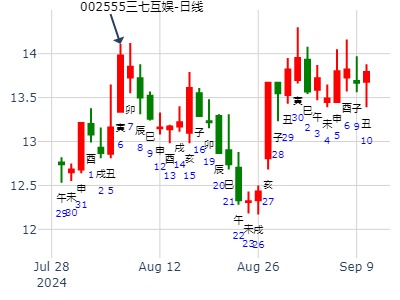 002555三七互娱-日线
14
13.5
13
12.5
12
午 未 申 酉 戌 丑 寅 卯 辰 巳 申 酉 戌 亥 子 卯 辰 巳 午 未 戌 亥 子 丑 寅 巳 午 未 申 酉 子 丑
29 30 31 1 2 5 6 7 8 9 12 13 14 15 16 19 20 21 22 23 26 27 28 29 30 2 3 4 5 6 9 10
Jul 28
2024
Aug 12
Aug 26
Sep 9